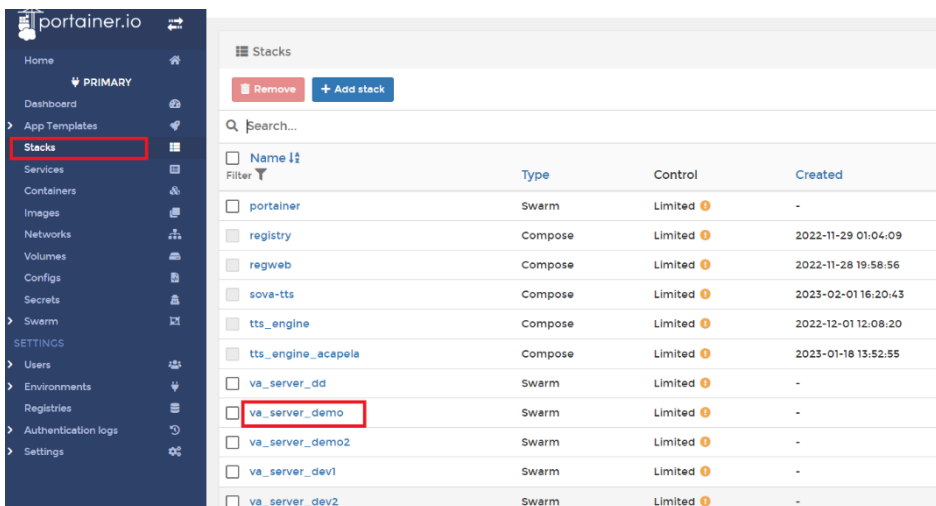 portainer.io
Home
PRIMARY
Dashboard
App Templates
Stacks
Services
Containers
Images
Networks
Volumes
Configs
Secrets
Swarm
SETTINGS
Users
Environments
Registries
Authentication logs
Settings
Stacks
Remove + Add stack
Search...
Name
Filter Type Control Created
portainer Swarm Limited -
registry Compose Limited 2022-11-29 01:04:09
regweb Compose Limited 2022-11-28 19:58:56
sova-tts Compose Limited 2023-02-01 16:20:43
tts_engine Compose Limited 2022-12-01 12:08:20
tts_engine_acapela Compose Limited 2023-01-18 13:52:55
va_server_dd Swarm Limited -
va_server_demo Swarm Limited -
va_server_demo2 Swarm Limited -
va_server_dev1 Swarm Limited -
va_server_dev2 Swarm Limited -